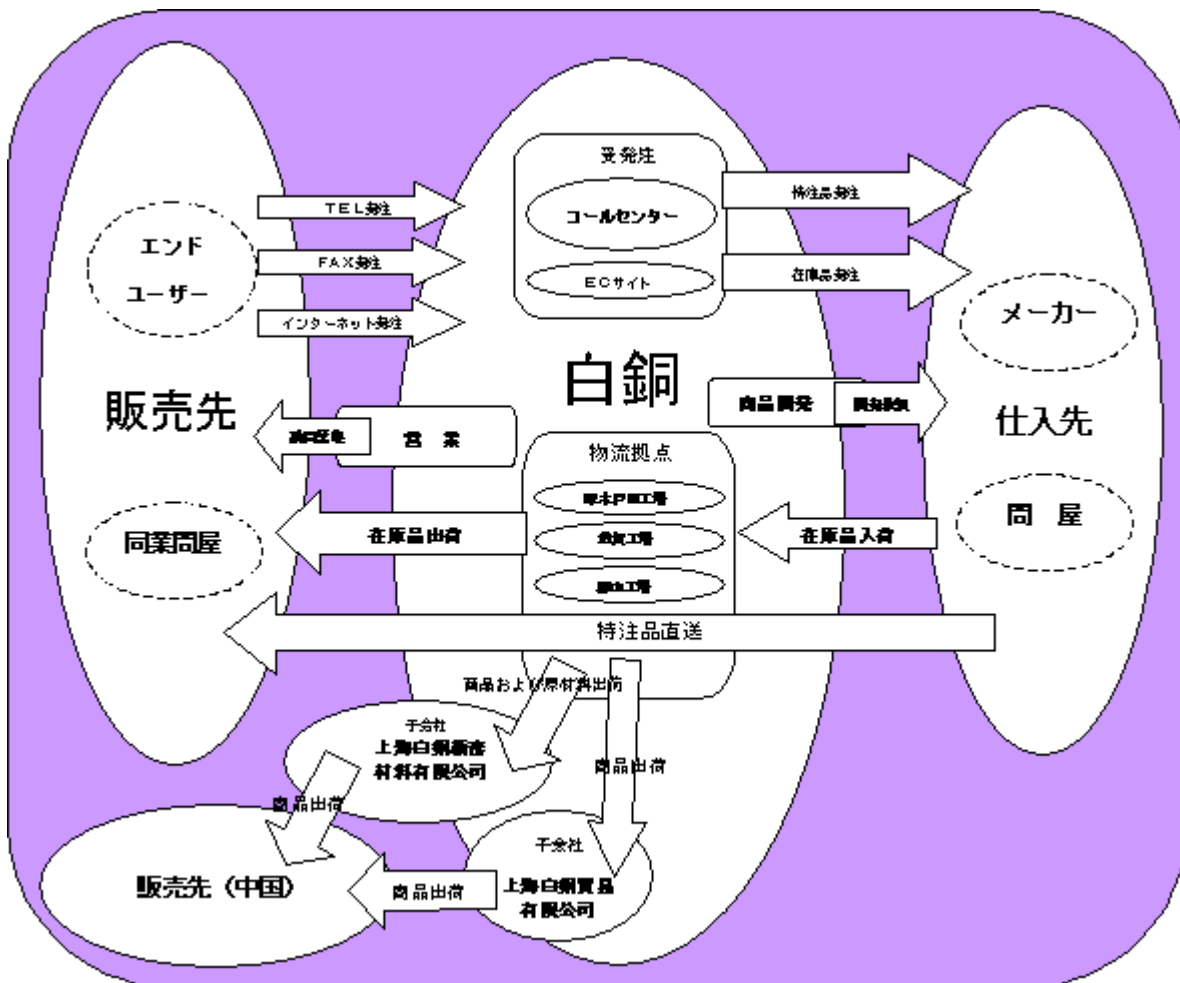 受発注
コールセンター
ECサイト
TEL発注
FAX発注
インターネット発注
エンド
ユーザー
販売先
同業問屋
特注品発注
在庫品発注
メーカー
仕入先
問　屋
白銅
商品開発
営　業
物流拠点
在庫品出荷
在庫品入荷
特注品直送
商品および原材料出荷
子会社
上海白銅精密
材料有限公司
商品出荷
商品出荷
子会社
上海白銅貿易
有限公司
商品出荷
販売先（中国）